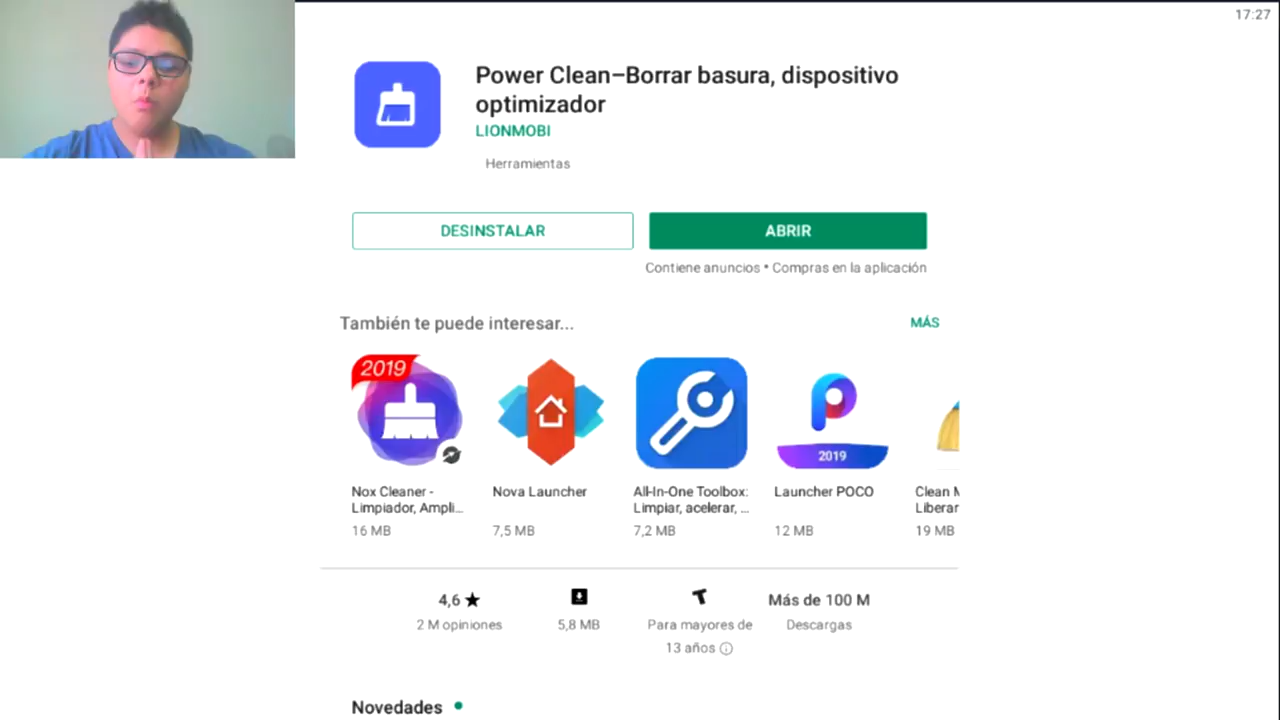 17:27
Power Clean–Borrar basura, dispositivo
optimizador
LIONMOBI
Herramientas
DESINSTALAR
ABRIR
Contiene anuncios • Compras en la aplicación
También te puede interesar...
MÁS
2019
2019
Nox Cleaner -
Limpiador, Ampli...
16 MB
Nova Launcher
7,5 MB
All-In-One Toolbox:
Limpiar, acelerar, ...
7,2 MB
Launcher POCO
12 MB
Clean M
Liberar
19 MB
4,6 ★
2 M opiniones
5,8 MB
T
Para mayores de
13 años
Más de 100 M
Descargas
Novedades